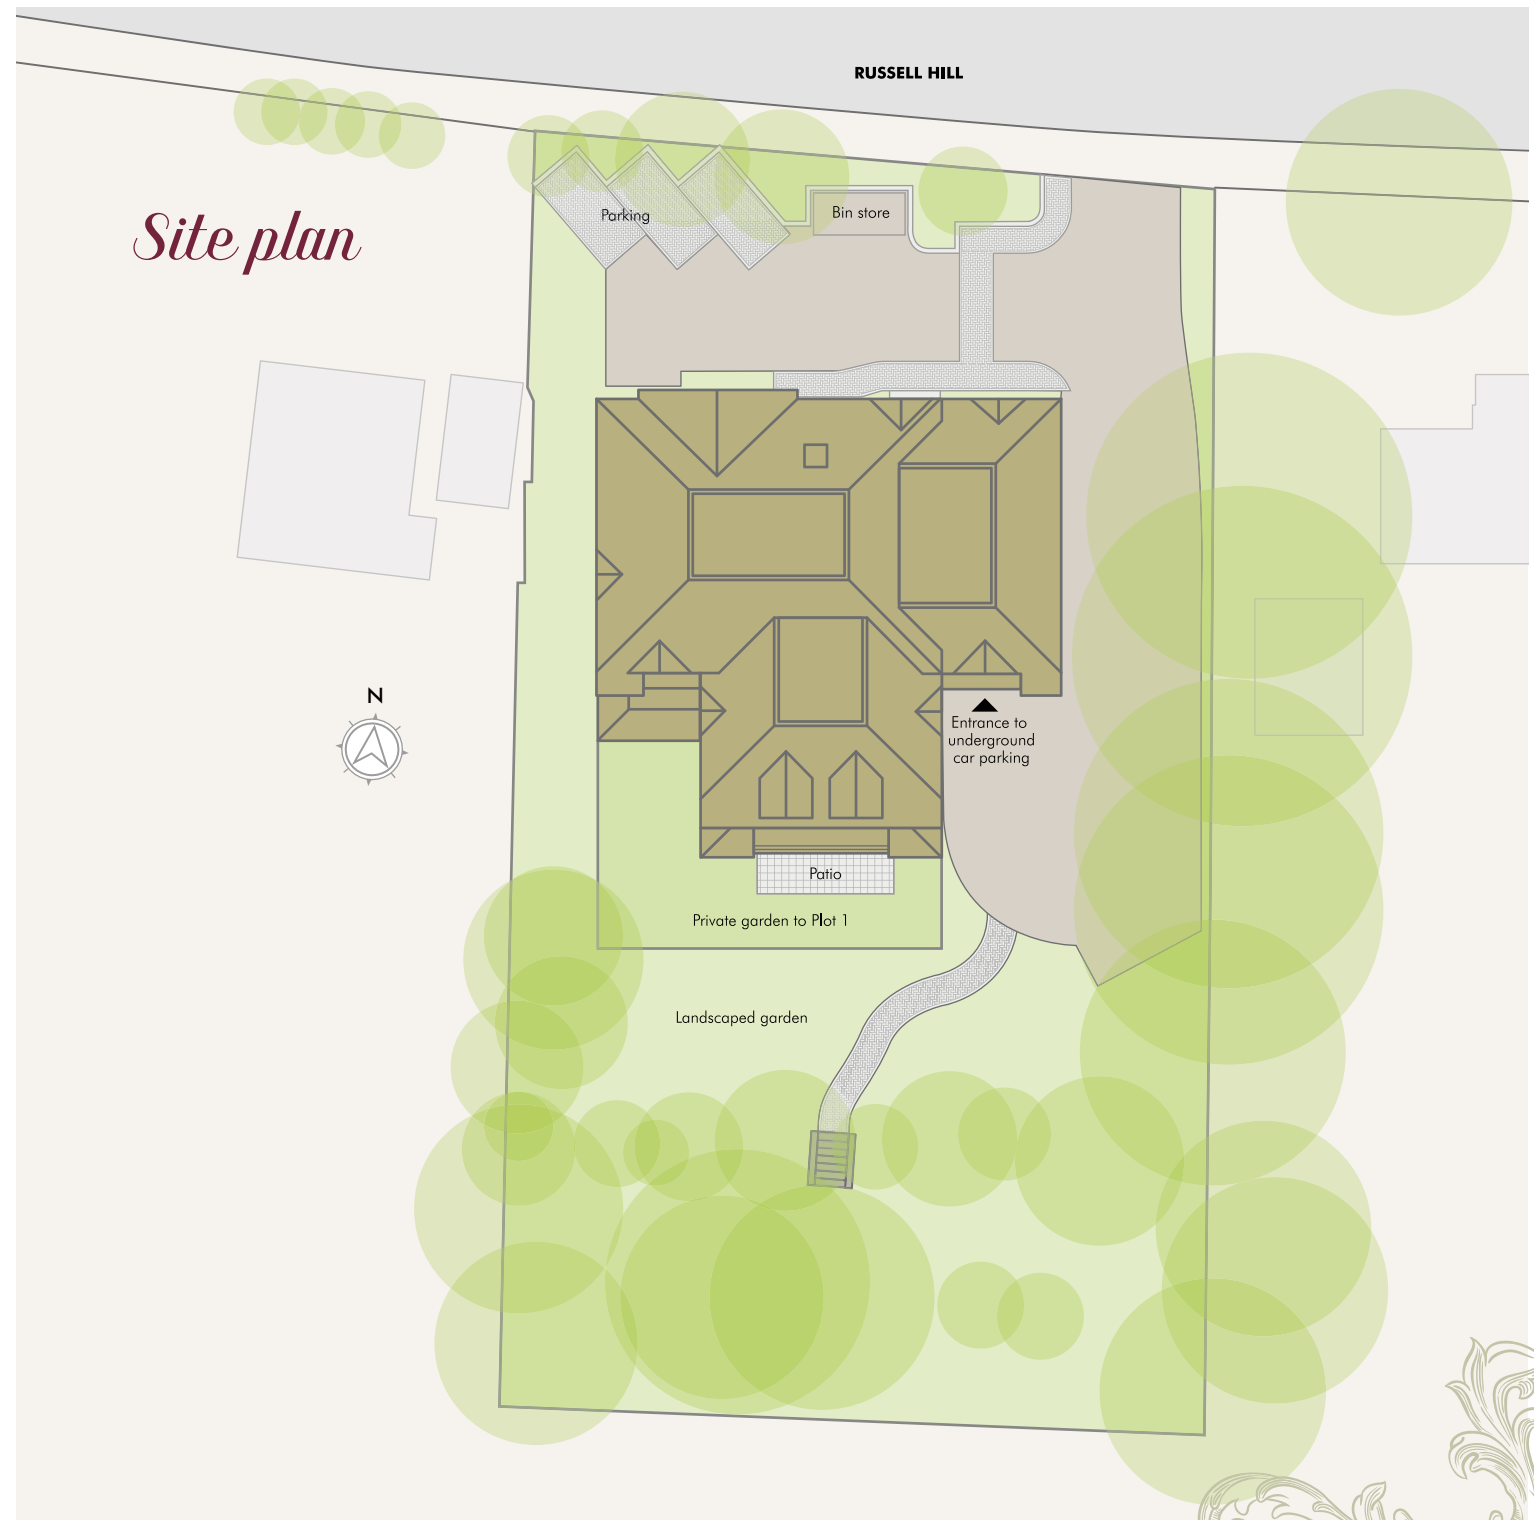 RUSSELL HILL
Site plan
Parking
Bin store
N
Entrance to
underground
car parking
Patio
Private garden to Plot 1
Landscaped garden